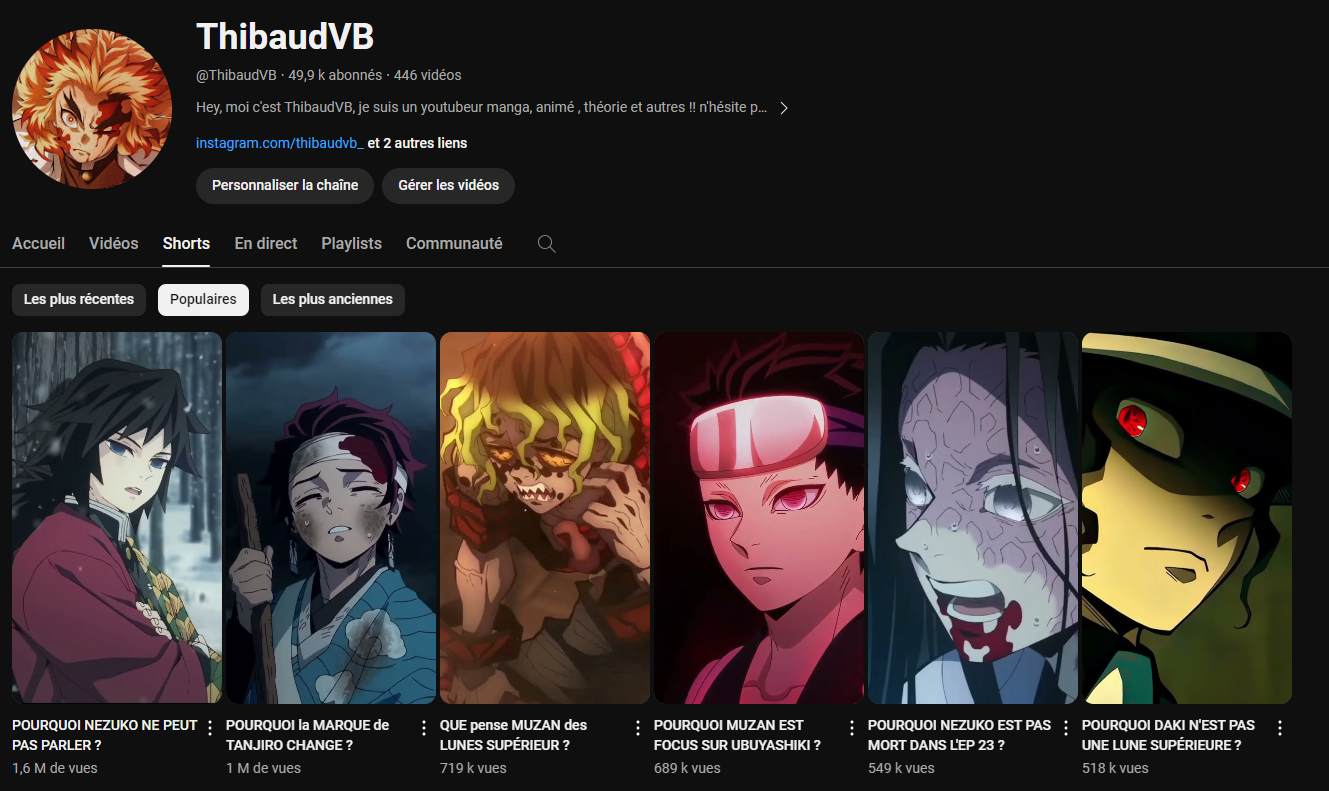 ThibaudVB
@ThibaudVB · 49,9 k abonnés · 446 vidéos
Hey, moi c'est ThibaudVB, je suis un youtubeur manga, animé , théorie et autres !! n'hésite p...
instagram.com/thibaudvb_ et 2 autres liens
Personnaliser la chaîne Gérer les vidéos
Accueil Vidéos Shorts En direct Playlists Communauté
Les plus récentes Populaires Les plus anciennes
POURQUOI NEZUKO NE PEUT
PAS PARLER ?
1,6 M de vues
POURQUOI la MARQUE de
TANJIRO CHANGE ?
1 M de vues
QUE pense MUZAN des
LUNES SUPÉRIEUR ?
719 k vues
POURQUOI MUZAN EST
FOCUS SUR UBUYASHIKI ?
689 k vues
POURQUOI NEZUKO EST PAS
MORT DANS L'EP 23 ?
549 k vues
POURQUOI DAKI N'EST PAS
UNE LUNE SUPÉRIEURE ?
518 k vues